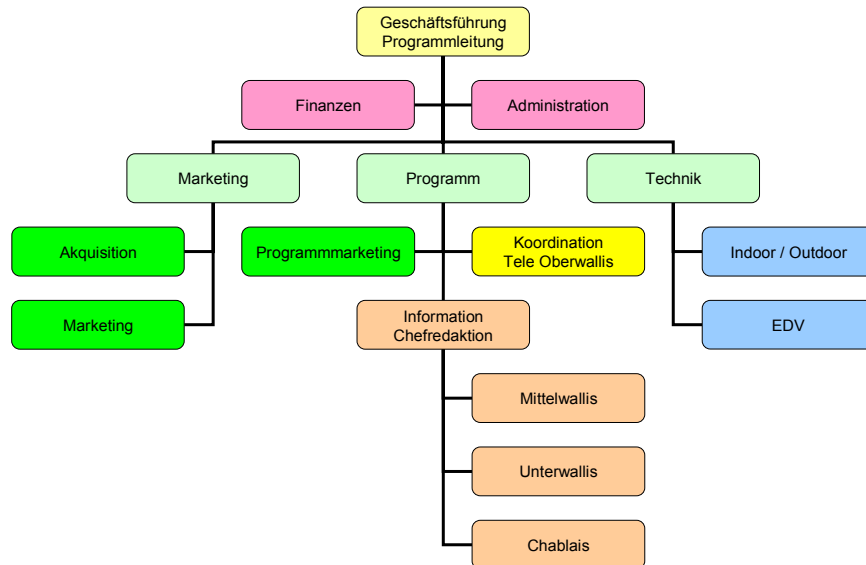 Geschäftsführung
Programmleitung
Finanzen
Administration
Marketing
Programm
Technik
Akquisition
Programmmarketing
Koordination
Tele Oberwallis
Indoor / Outdoor
Marketing
Information
Chefredaktion
EDV
Mittelwallis
Unterwallis
Chablais